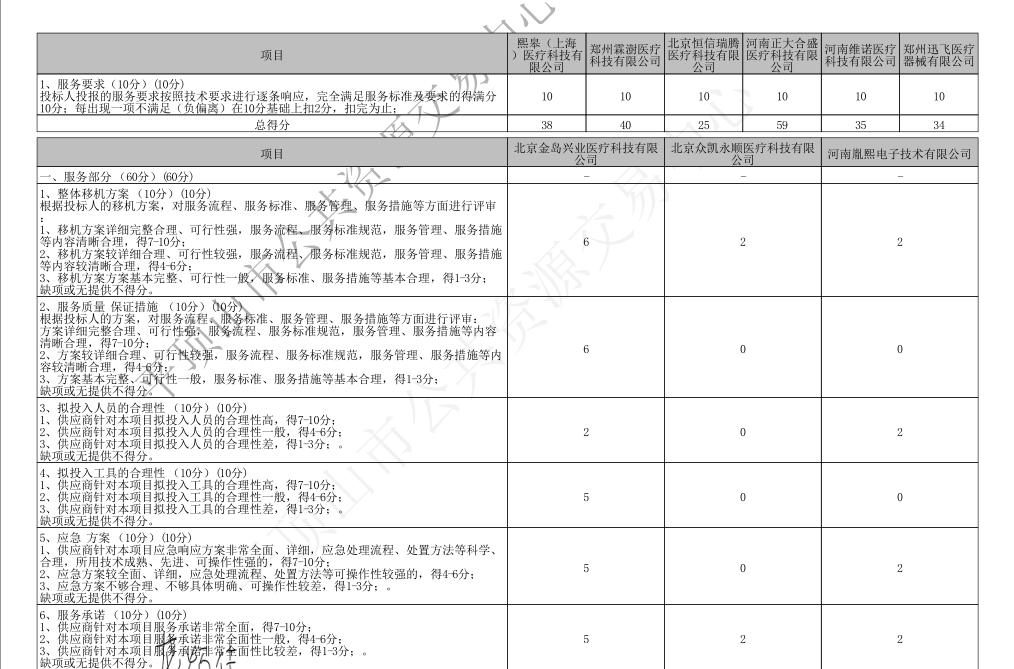 项目
熙皋（上海
）医疗科技有
限公司
郑州霖澍医疗
科技有限公司
北京恒信瑞腾
医疗科技有限
公司
河南正大合盛
医疗科技有限
公司
河南维诺医疗
科技有限公司
郑州迅飞医疗
器械有限公司
1、服务要求（10分）(10分)
投标人投报的服务要求按照技术要求进行逐条响应，完全满足服务标准及要求的得满分
10分；每出现一项不满足（负偏离）在10分基础上扣2分，扣完为止；
10 10 10 10 10 10
总得分 38 40 25 59 35 34
项目
北京金岛兴业医疗科技有限
公司
北京众凯永顺医疗科技有限
公司
河南胤熙电子技术有限公司
一、服务部分（60分）(60分) － － －
1、整体移机方案（10分）(10分)
根据投标人的移机方案，对服务流程、服务标准、服务管理、服务措施等方面进行评审
：
1、移机方案详细完整合理、可行性强，服务流程、服务标准规范，服务管理、服务措施
等内容清晰合理，得7-10分；
2、移机方案较详细合理、可行性较强，服务流程、服务标准规范，服务管理、服务措施
等内容较清晰合理，得4-6分；
3、移机方案方案基本完整、可行性一般，服务标准、服务措施等基本合理，得1-3分；
缺项或无提供不得分。
6 2 2
2、服务质量 保证措施 （10分）(10分)
根据投标人的方案，对服务流程、服务标准、服务管理、服务措施等方面进行评审：
方案详细完整合理、可行性强，服务流程、服务标准规范，服务管理、服务措施等内容
清晰合理，得7-10分；
2、方案较详细合理、可行性较强，服务流程、服务标准规范，服务管理、服务措施等内
容较清晰合理，得4-6分；
3、方案基本完整、可行性一般，服务标准、服务措施等基本合理，得1-3分；
缺项或无提供不得分。
6 0 0
3、拟投入人员的合理性（10分）(10分)
1、供应商针对本项目拟投入人员的合理性高，得7-10分；
2、供应商针对本项目拟投入人员的合理性一般，得4-6分；
3、供应商针对本项目拟投入人员的合理性差，得1-3分；。
缺项或无提供不得分。
2 0 2
4、拟投入工具的合理性（10分）(10分)
1、供应商针对本项目拟投入工具的合理性高，得7-10分；
2、供应商针对本项目拟投入工具的合理性一般，得4-6分；
3、供应商针对本项目拟投入工具的合理性差，得1-3分；。
缺项或无提供不得分。
5 0 0
5、应急 方案（10分）(10分)
1、供应商针对本项目应急响应方案非常全面、详细，应急处理流程、处置方法等科学、
合理，所用技术成熟、先进、可操作性强的，得7-10分；
2、应急方案较全面、详细，应急处理流程、处置方法等可操作性较强的，得4-6分；
3、应急方案不够合理、不够具体明确、可操作性较差，得1-3分；。
缺项或无提供不得分。
5 0 2
6、服务承诺（10分）(10分)
1、供应商针对本项目服务承诺非常全面，得7-10分；
2、供应商针对本项目服务承诺非常全面性一般，得4-6分；
3、供应商针对本项目服务承诺非常全面性比较差，得1-3分；。
缺项或无提供不得分。
5 2 2
平顶山市公共资源交易中心
平顶山市公共资源交易中心